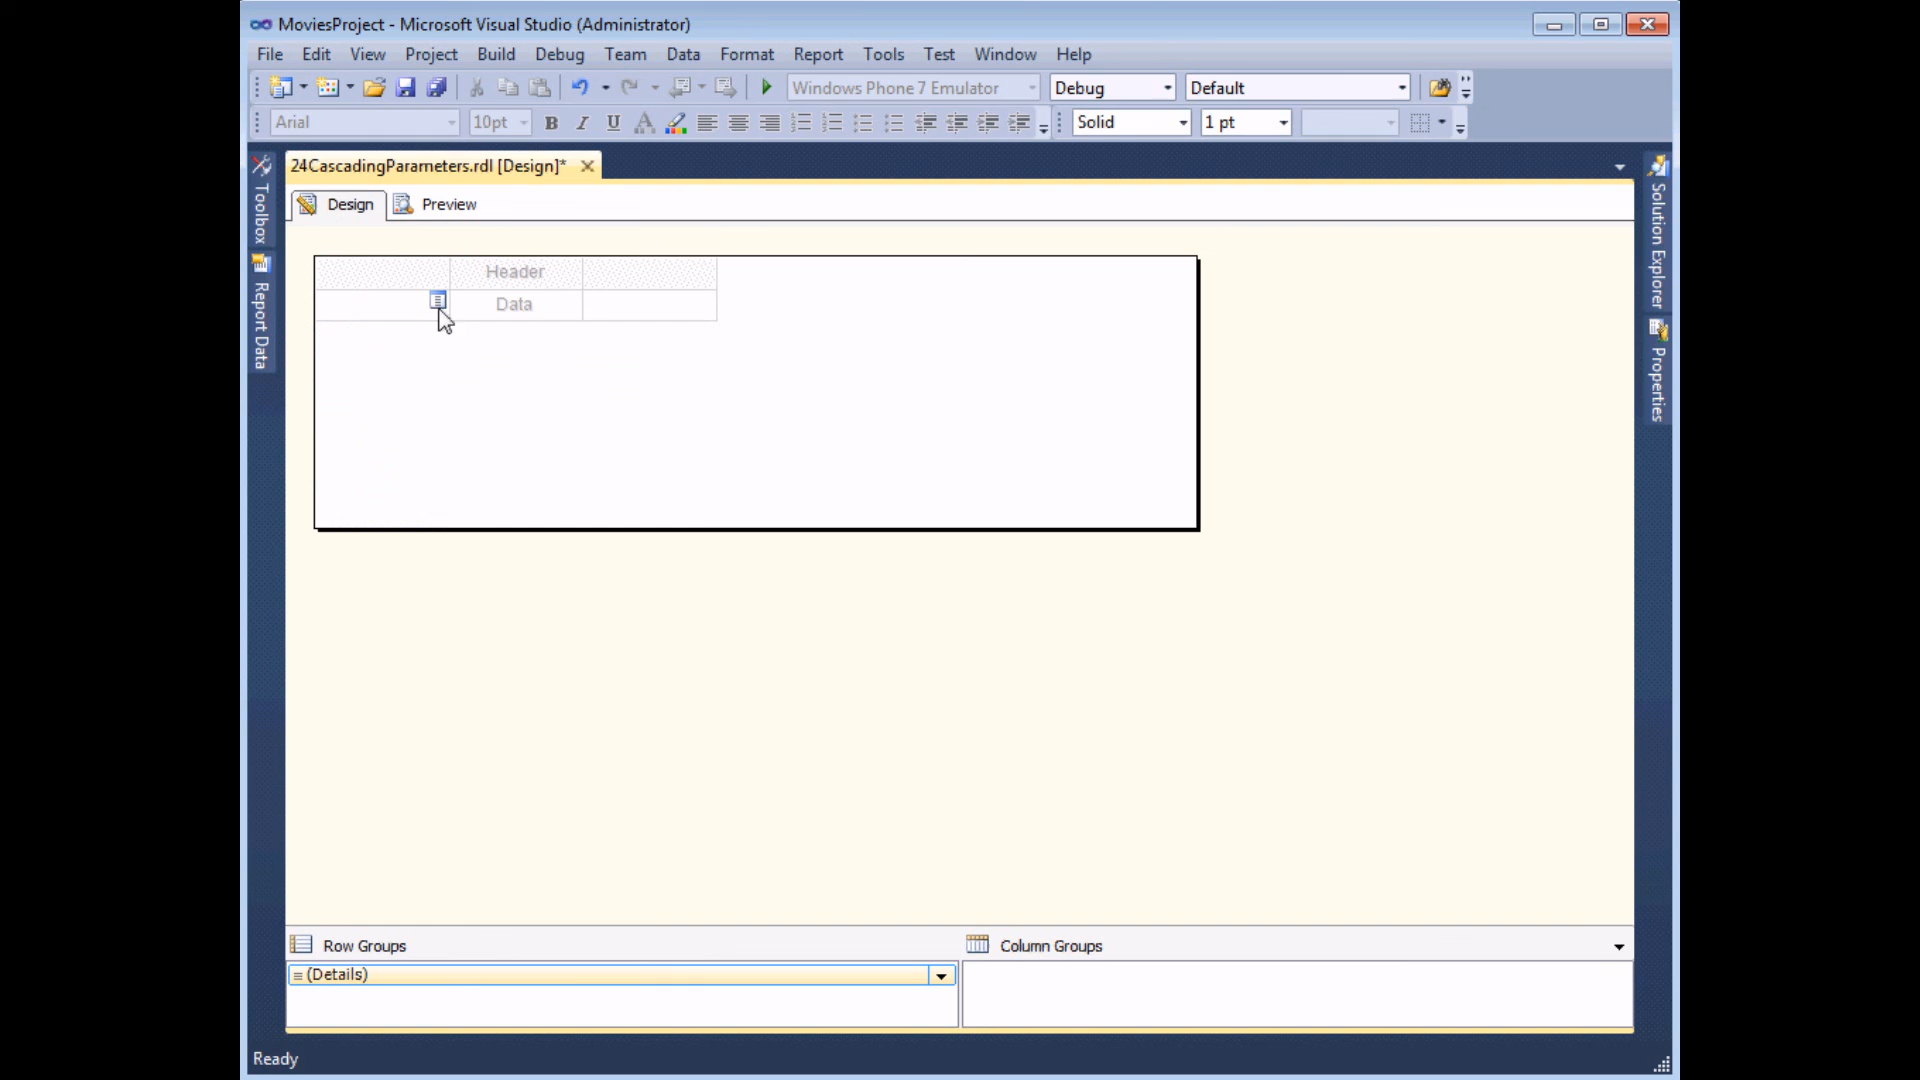 MoviesProject - Microsoft Visual Studio (Administrator)
File Edit View Project Build Debug Team Data Format Report Tools Test Window Help
Windows Phone 7 Emulator Debug Default
Arial 10pt B I U A Solid 1 pt
24CascadingParameters.rdl [Design]*
Toolbox
Report Data
Solution Explorer
Properties
Design Preview
Header
Data
Row Groups Column Groups
(Details)
Ready